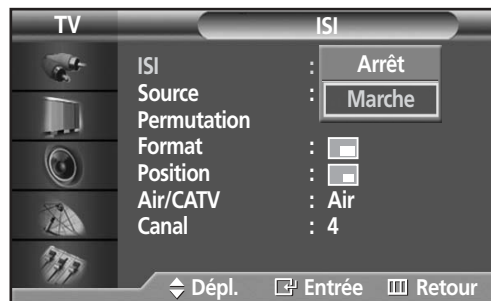 TV ISI
ISI : Arrêt
Source : Marche
Permutation
Format :
Position :
Air/CATV : Air
Canal : 4
Dépl. Entrée Retour